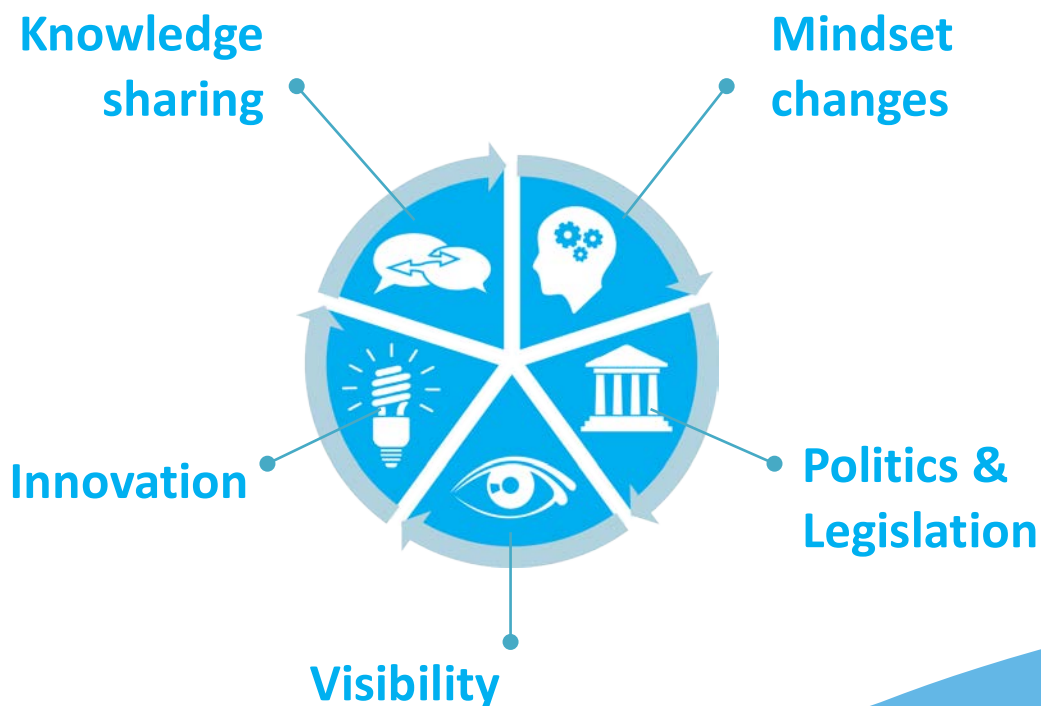 Knowledge
sharing
Mindset
changes
Innovation
Politics &
Legislation
Visibility